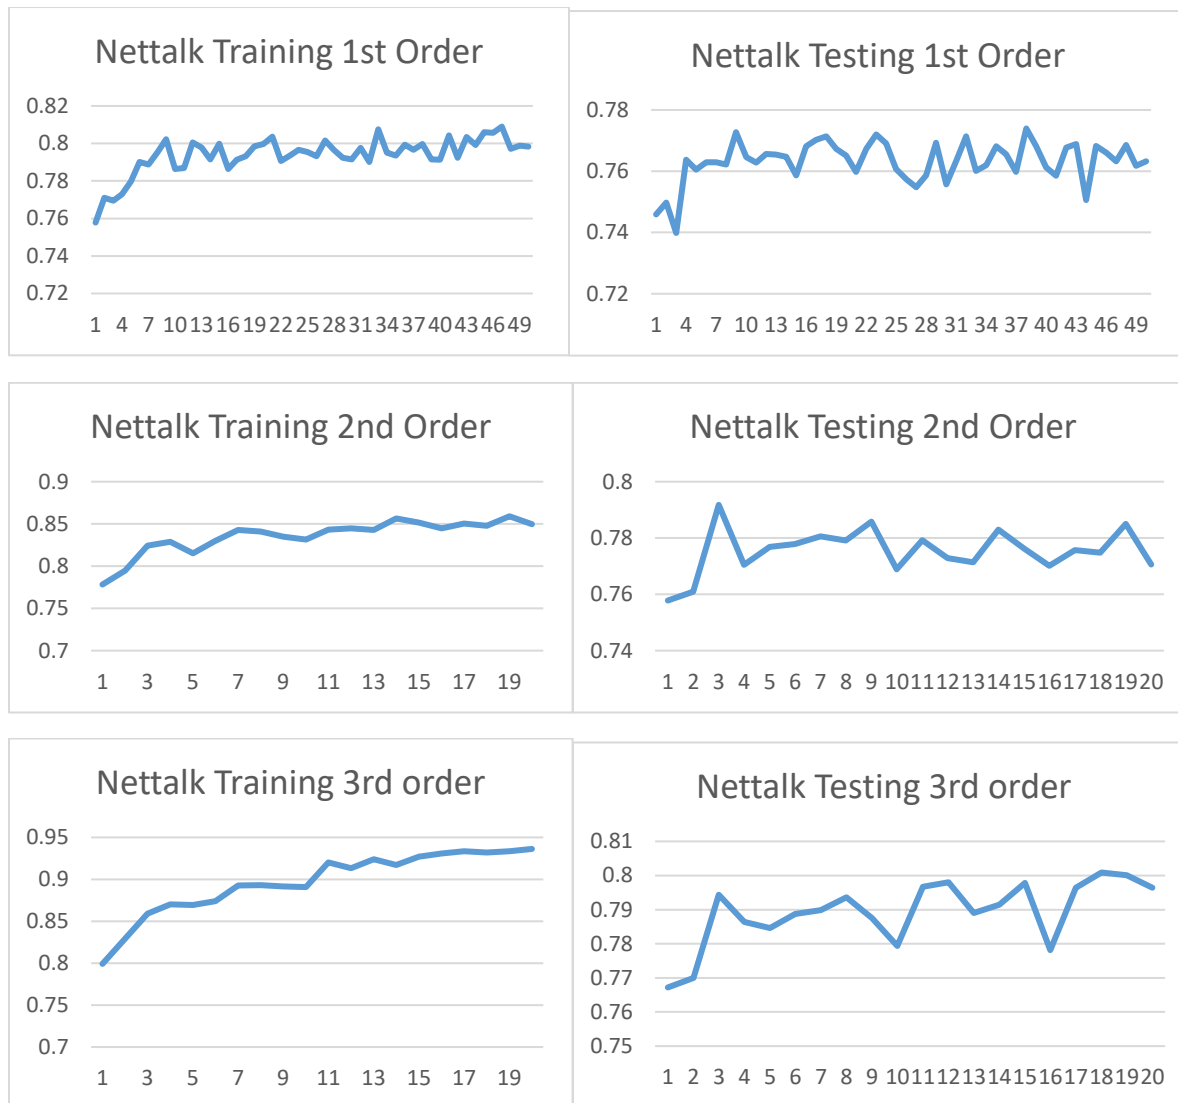 Nettalk Training 1st Order
0.82
0.8
0.78
0.76
0.74
0.72
1 4 7 10 13 16 19 22 25 28 31 34 37 40 43 46 49
Nettalk Testing 1st Order
0.78
0.76
0.74
0.72
1 4 7 10 13 16 19 22 25 28 31 34 37 40 43 46 49
Nettalk Training 2nd Order
0.9
0.85
0.8
0.75
0.7
1 3 5 7 9 11 13 15 17 19
Nettalk Testing 2nd Order
0.8
0.78
0.76
0.74
1 2 3 4 5 6 7 8 9 10 11 12 13 14 15 16 17 18 19 20
Nettalk Training 3rd order
0.95
0.9
0.85
0.8
0.75
0.7
1 3 5 7 9 11 13 15 17 19
Nettalk Testing 3rd order
0.81
0.8
0.79
0.78
0.77
0.76
0.75
1 2 3 4 5 6 7 8 9 10 11 12 13 14 15 16 17 18 19 20